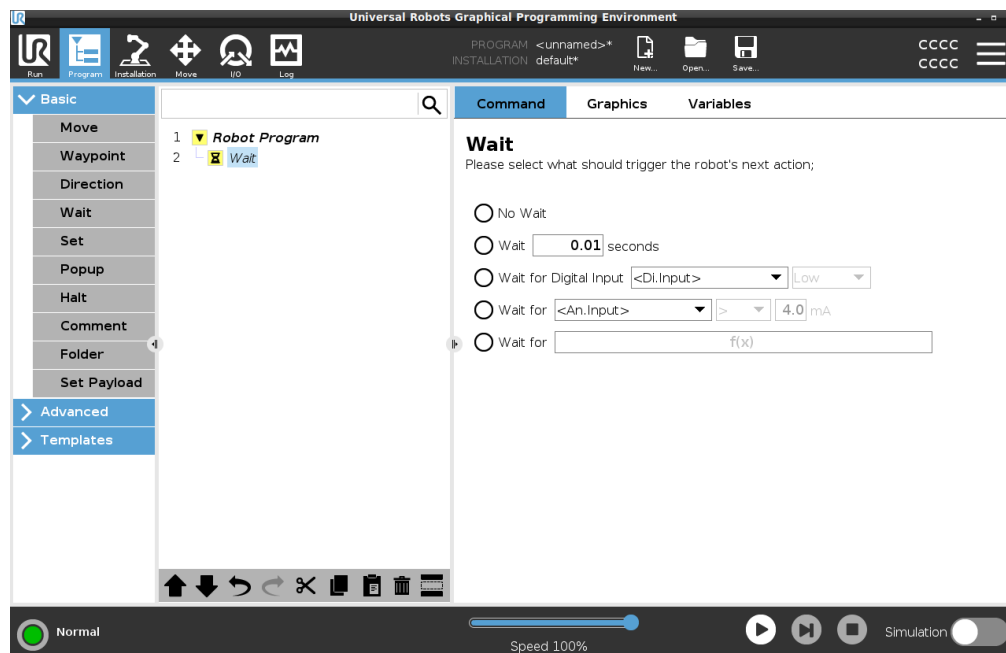 UR
Universal Robots Graphical Programming Environment
Run
Program
Installation
Move
I/O
Log
PROGRAM <unnamed>*
INSTALLATION default*
New...
Open...
Save...
CCCC
CCCC
Basic
Move
Waypoint
Direction
Wait
Set
Popup
Halt
Comment
Folder
Set Payload
Advanced
Templates
1 Robot Program
2 Wait
Command Graphics Variables
Wait
Please select what should trigger the robot's next action;
No Wait
Wait 0.01 seconds
Wait for Digital Input <Di.Input> Low
Wait for <An.Input> > 4.0 mA
Wait for f(x)
Normal
Speed 100%
Simulation